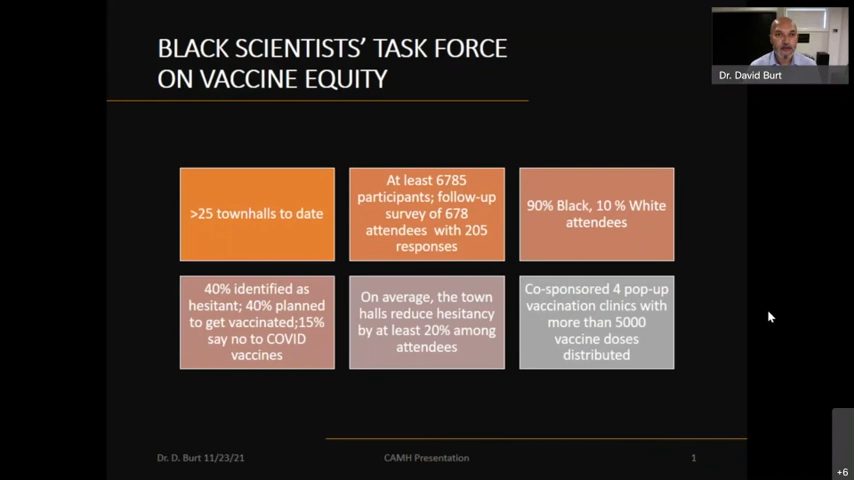 BLACK SCIENTISTS' TASK FORCE
ON VACCINE EQUITY
Dr. David Burt
>25 townhalls to date
At least 6785
participants; follow-up
survey of 678
attendees with 205
responses
90% Black, 10 % White
attendees
40% identified as
hesitant; 40% planned
to get vaccinated;15%
say no to COVID
vaccines
On average, the town
halls reduce hesitancy
by at least 20% among
attendees
Co-sponsored 4 pop-up
vaccination clinics with
more than 5000
vaccine doses
distributed
Dr. D. Burt 11/23/21
CAMH Presentation
1
+6